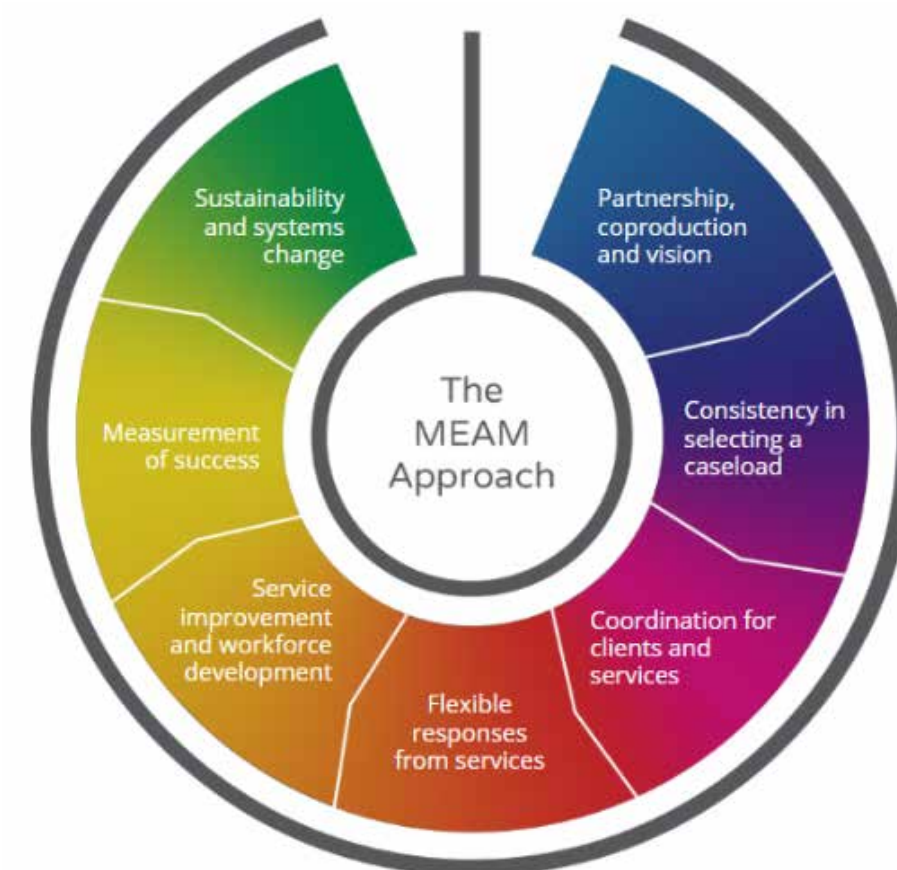 The
MEAM
Approach
Partnership,
coproduction
and vision
Consistency in
selecting a
caseload
Coordination for
clients and
services
Flexible
responses
from services
Service
improvement
and workforce
development
Measurement
of success
Sustainability
and systems
change